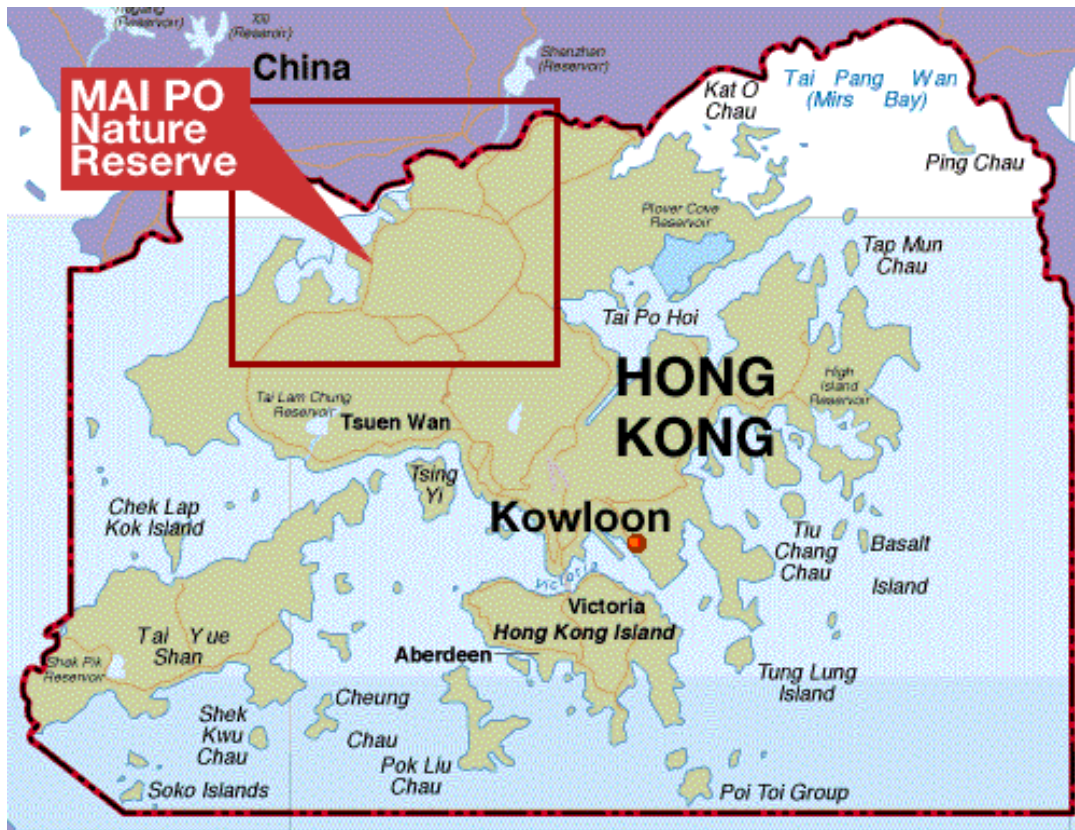 (Reservoir)
(Reservoir)
China
Shenzhan
(Reservoir)
MAI PO
Nature
Reserve
Kat O
Chau
Tai Pang Wan
(Mirs Bay)
Ping Chau
Plover Cove
Reservoir
Tap Mun
Chau
Tai Po Hoi
HONG
KONG
High
Island
Reservoir
Tai Lam Chung
Reservoir
Tsuen Wan
Tsing
Yi
Chek Lap
Kok Island
Kowloon
Tiu
Chang
Chau
Basalt
Island
Victoria
Victoria
Hong Kong Island
Aberdeen
Tai Yue
Shan
Shek Pik
Reservoir
Tung Lung
Island
Cheung
Chau
Shek
Kwu
Chau
Pok Liu
Chau
Soko Islands
Poi Toi Group